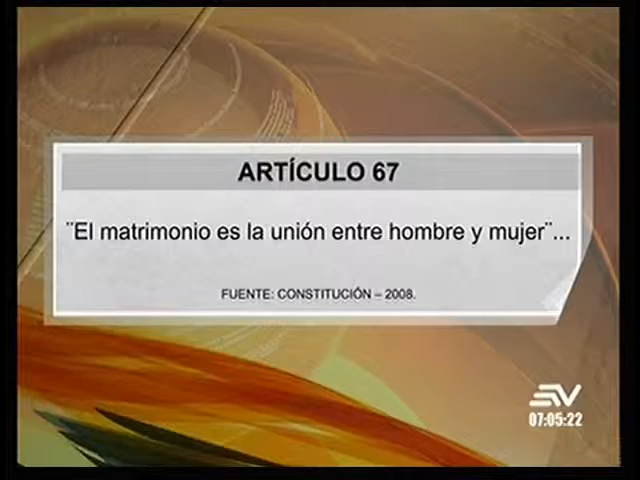 ARTÍCULO 67
¨El matrimonio es la unión entre hombre y mujer¨...
FUENTE: CONSTITUCIÓN – 2008.
07:05:22